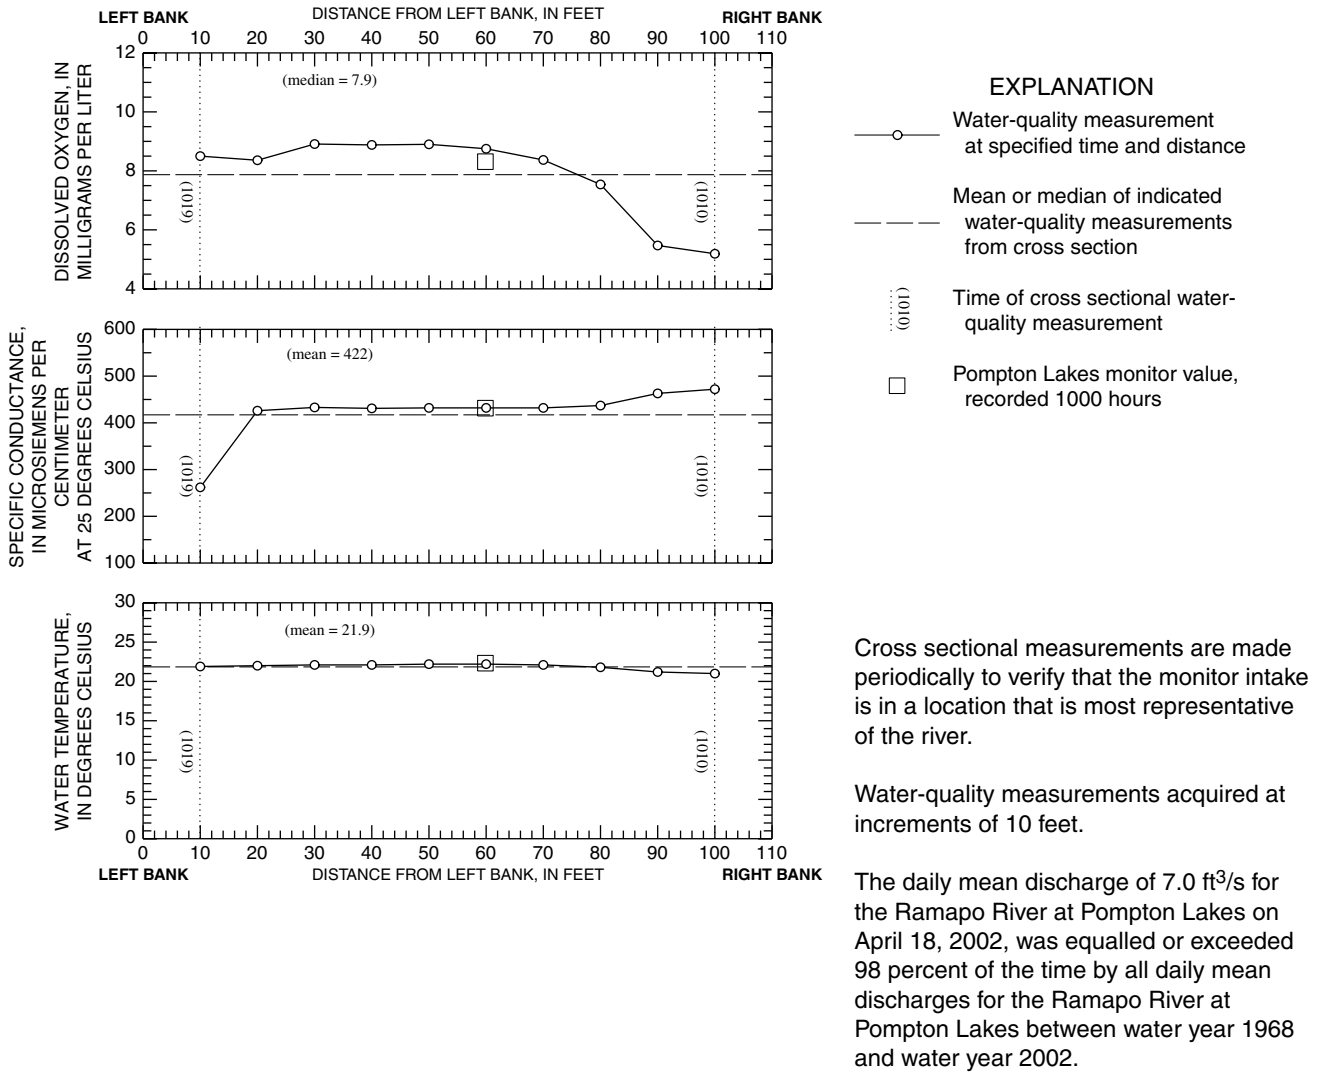 LEFT BANK
DISTANCE FROM LEFT BANK, IN FEET
RIGHT BANK
0 10 20 30 40 50 60 70 80 90 100 110
DISSOLVED OXYGEN, IN
MILLIGRAMS PER LITER
12
10
8
6
4
(median = 7.9)
(1019)
(1010)
SPECIFIC CONDUCTANCE,
IN MICROSIEMENS PER
CENTIMETER
AT 25 DEGREES CELSIUS
600
500
400
300
200
100
(mean = 422)
(1019)
(1010)
WATER TEMPERATURE,
IN DEGREES CELSIUS
30
25
20
15
10
5
0
(mean = 21.9)
(1019)
(1010)
0 10 20 30 40 50 60 70 80 90 100 110
LEFT BANK
DISTANCE FROM LEFT BANK, IN FEET
RIGHT BANK
EXPLANATION
Water-quality measurement
at specified time and distance
Mean or median of indicated
water-quality measurements
from cross section
(1010)
Time of cross sectional water-
quality measurement
Pompton Lakes monitor value,
recorded 1000 hours
Cross sectional measurements are made
periodically to verify that the monitor intake
is in a location that is most representative
of the river.
Water-quality measurements acquired at
increments of 10 feet.
The daily mean discharge of 7.0 ft³/s for
the Ramapo River at Pompton Lakes on
April 18, 2002, was equalled or exceeded
98 percent of the time by all daily mean
discharges for the Ramapo River at
Pompton Lakes between water year 1968
and water year 2002.